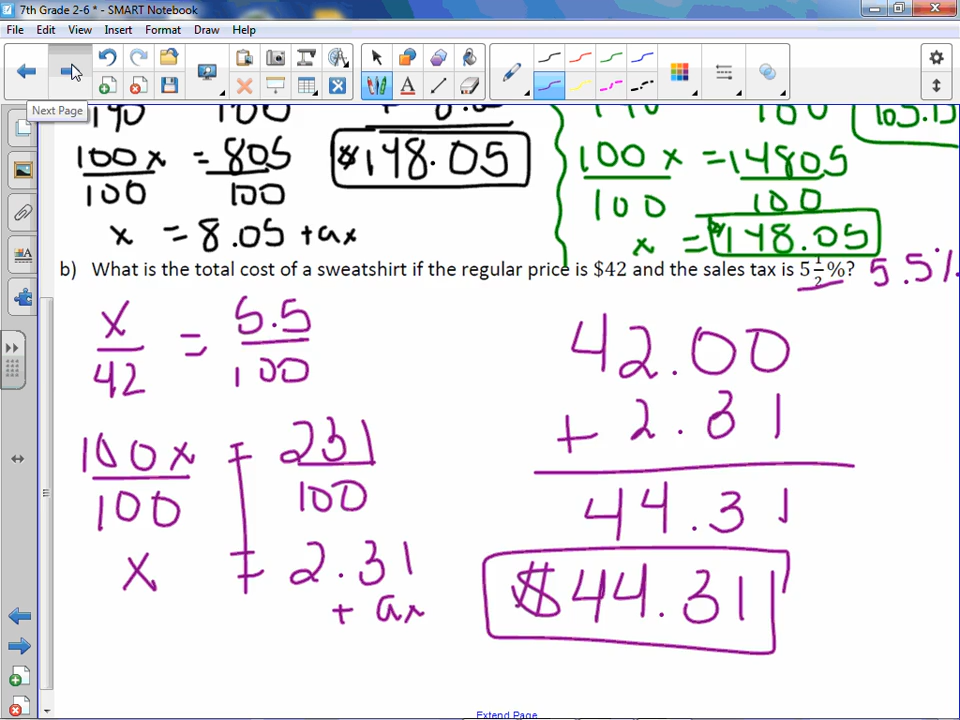 7th Grade 2-6 * - SMART Notebook
File Edit View Insert Format Draw Help
Next Page
100x = 805
100 100
x = 8.05 tax
$148.05
100 x = 14805
100 100
x = $148.05
b) What is the total cost of a sweatshirt if the regular price is $42 and the sales tax is 5 1/2 %? 5.5%
x = 5.5
42 100
100x = 231
100 100
x = 2.31
tax
42.00
+ 2.31
44.31
$44.31
Extend Page